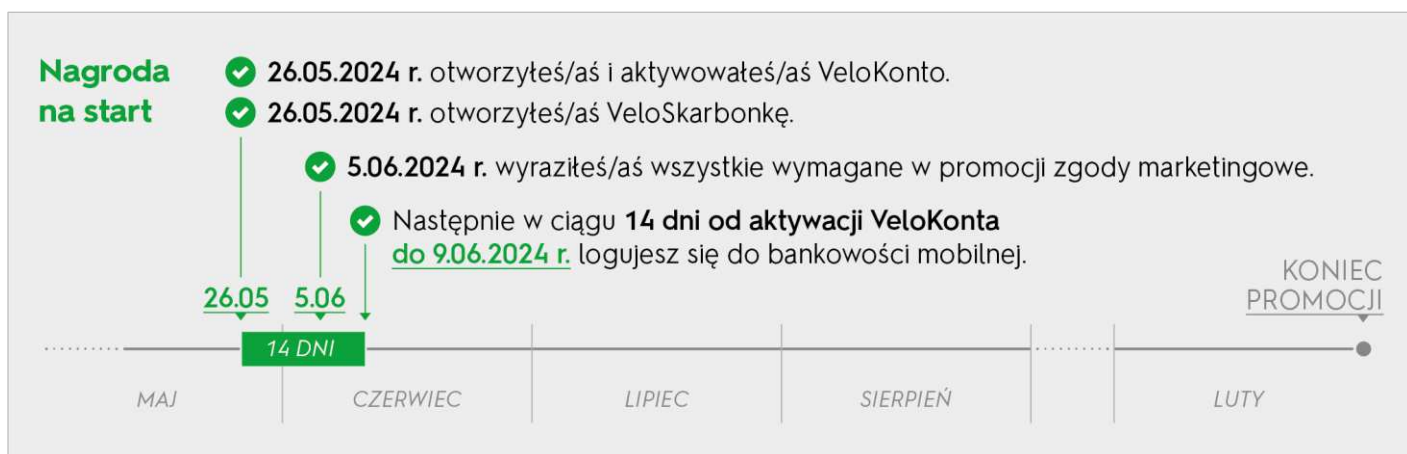 Nagroda
na start
26.05.2024 r. otworzyłeś/aś i aktywowałeś/aś VeloKonto.
26.05.2024 r. otworzyłeś/aś VeloSkarbonkę.
5.06.2024 r. wyraziłeś/aś wszystkie wymagane w promocji zgody marketingowe.
Następnie w ciągu 14 dni od aktywacji VeloKonta
do 9.06.2024 r. logujesz się do bankowości mobilnej.
KONIEC
PROMOCJI
26.05 5.06
14 DNI
MAJ CZERWIEC LIPIEC SIERPIEŃ LUTY